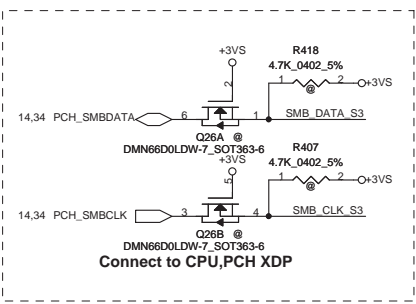 +3VS
R418
4.7K_0402_5%
2
1 2
+3VS
@
14,34 PCH_SMBDATA
6 1
SMB_DATA_S3
Q26A @
DMN66D0LDW-7_SOT363-6
+3VS
R407
4.7K_0402_5%
5
1 2
+3VS
@
14,34 PCH_SMBCLK
3 4
SMB_CLK_S3
Q26B @
DMN66D0LDW-7_SOT363-6
Connect to CPU,PCH XDP